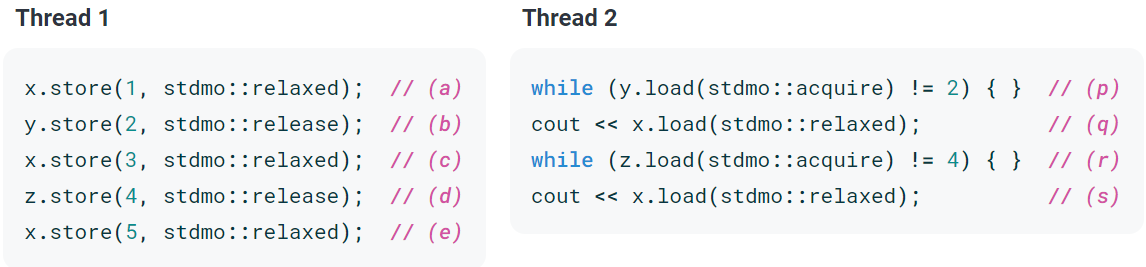 Thread 1
x.store(1, stdmo::relaxed);  // (a)
y.store(2, stdmo::release);  // (b)
x.store(3, stdmo::relaxed);  // (c)
z.store(4, stdmo::release);  // (d)
x.store(5, stdmo::relaxed);  // (e)
Thread 2
while (y.load(stdmo::acquire) != 2) { }  // (p)
cout << x.load(stdmo::relaxed);          // (q)
while (z.load(stdmo::acquire) != 4) { }  // (r)
cout << x.load(stdmo::relaxed);          // (s)